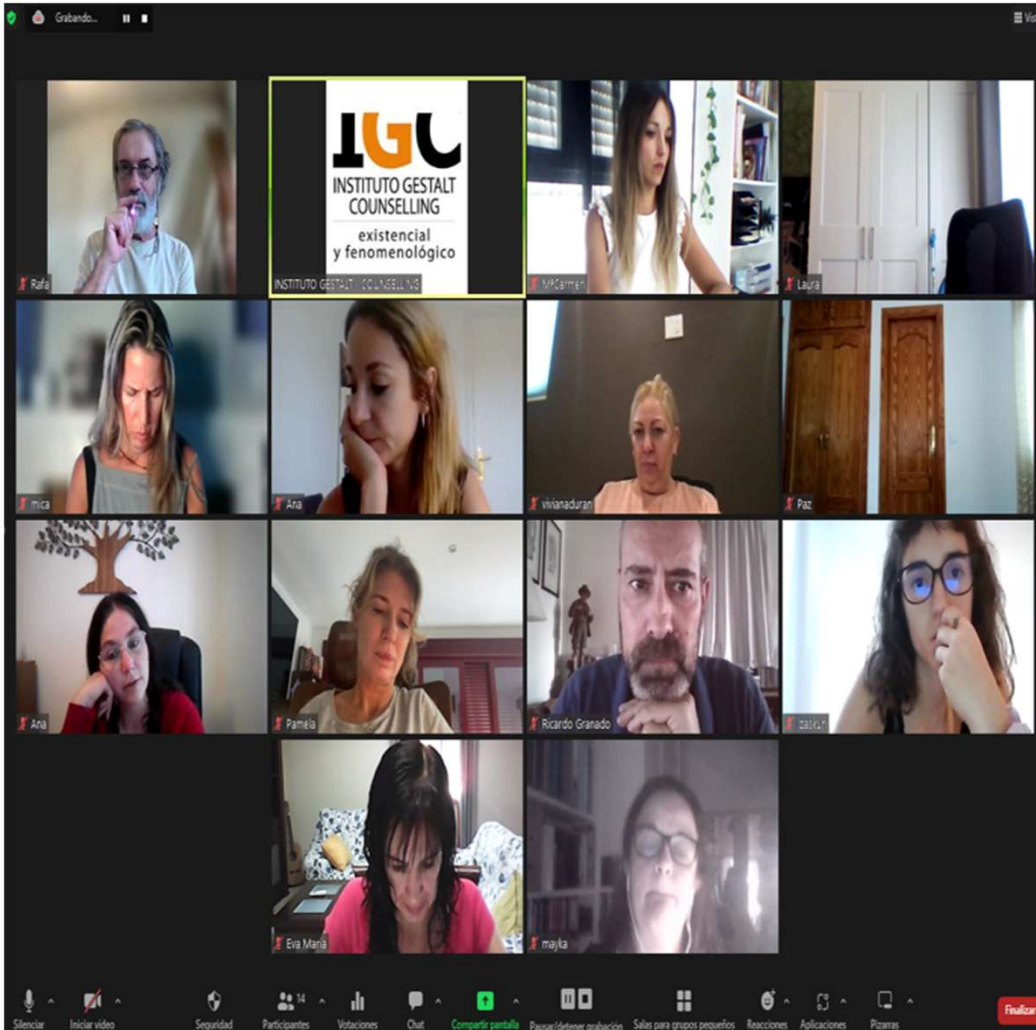 Grabando...
Vis
IGC
INSTITUTO GESTALT
COUNSELLING
existencial
y fenomenológico
Rafa
INSTITUTO GESTALT COUNSELLING
MªCarmen
Laura
mica
Ana
vivianaduran
Paz
Ana
Pamela
Ricardo Granado
Izaskun
Eva María
mayka
14
Silenciar
Iniciar video
Seguridad
Participantes
Votaciones
Chat
Compartir pantalla
Pausar/detener grabación
Salas para grupos pequeños
Reacciones
Aplicaciones
Pizarras
Finalizar